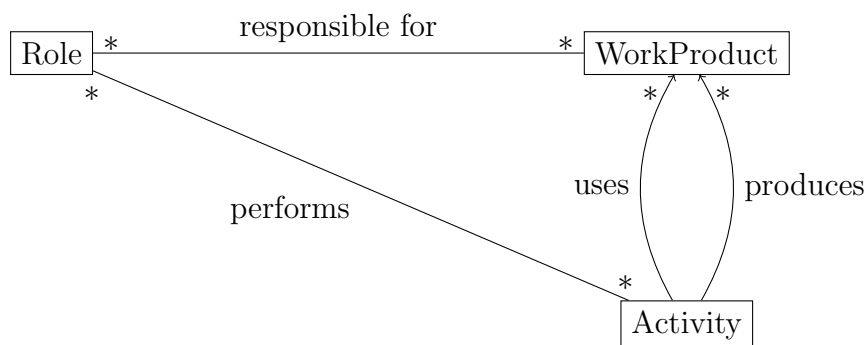 responsible for
Role * * WorkProduct
* * *
uses produces
performs
*
Activity